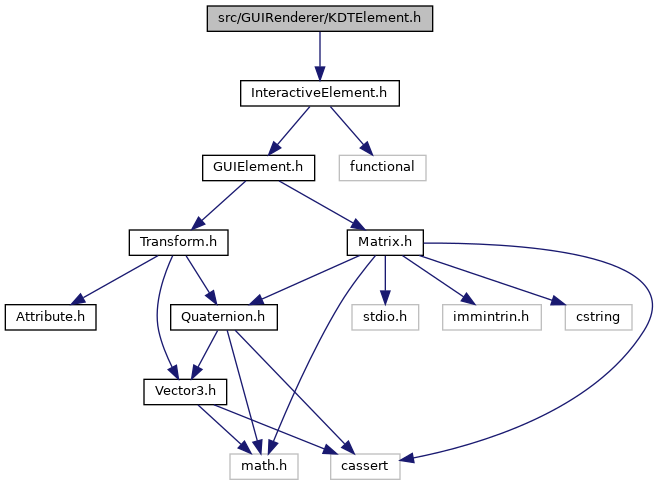 src/GUIRenderer/KDTElement.h
InteractiveElement.h
GUIElement.h
functional
Transform.h
Matrix.h
Attribute.h
Quaternion.h
stdio.h
immintrin.h
cstring
Vector3.h
math.h
cassert